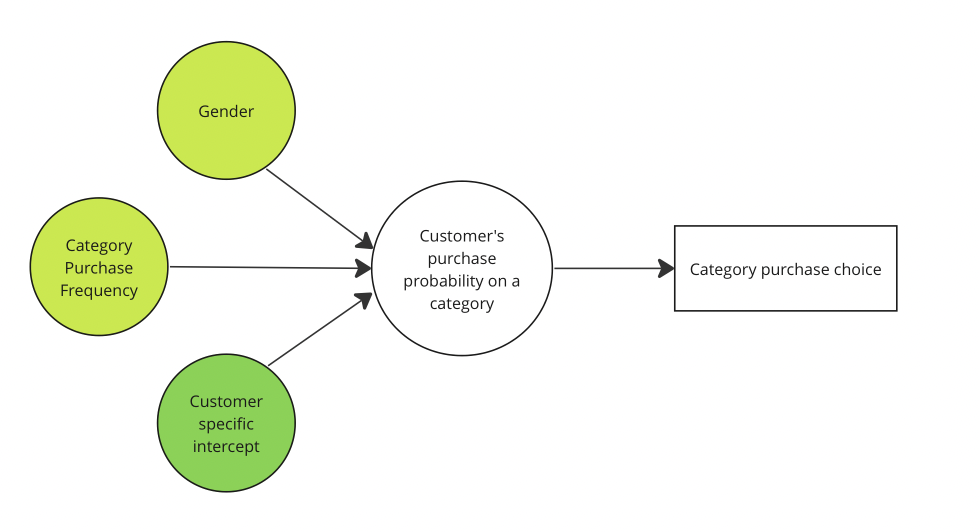 Gender
Category
Purchase
Frequency
Customer
specific
intercept
Customer's
purchase
probability on a
category
Category purchase choice